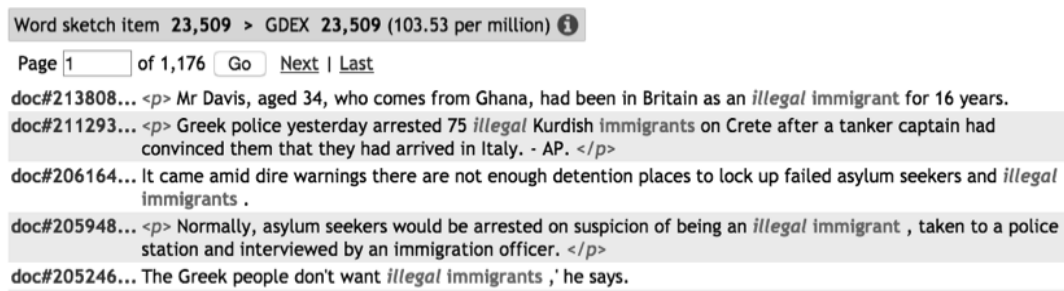 Word sketch item 23,509 > GDEX 23,509 (103.53 per million) i
Page 1 of 1,176 Go Next | Last
doc#213808... <p> Mr Davis, aged 34, who comes from Ghana, had been in Britain as an illegal immigrant for 16 years.
doc#211293... <p> Greek police yesterday arrested 75 illegal Kurdish immigrants on Crete after a tanker captain had
convinced them that they had arrived in Italy. - AP. </p>
doc#206164... It came amid dire warnings there are not enough detention places to lock up failed asylum seekers and illegal
immigrants .
doc#205948... <p> Normally, asylum seekers would be arrested on suspicion of being an illegal immigrant , taken to a police
station and interviewed by an immigration officer. </p>
doc#205246... The Greek people don't want illegal immigrants ,' he says.